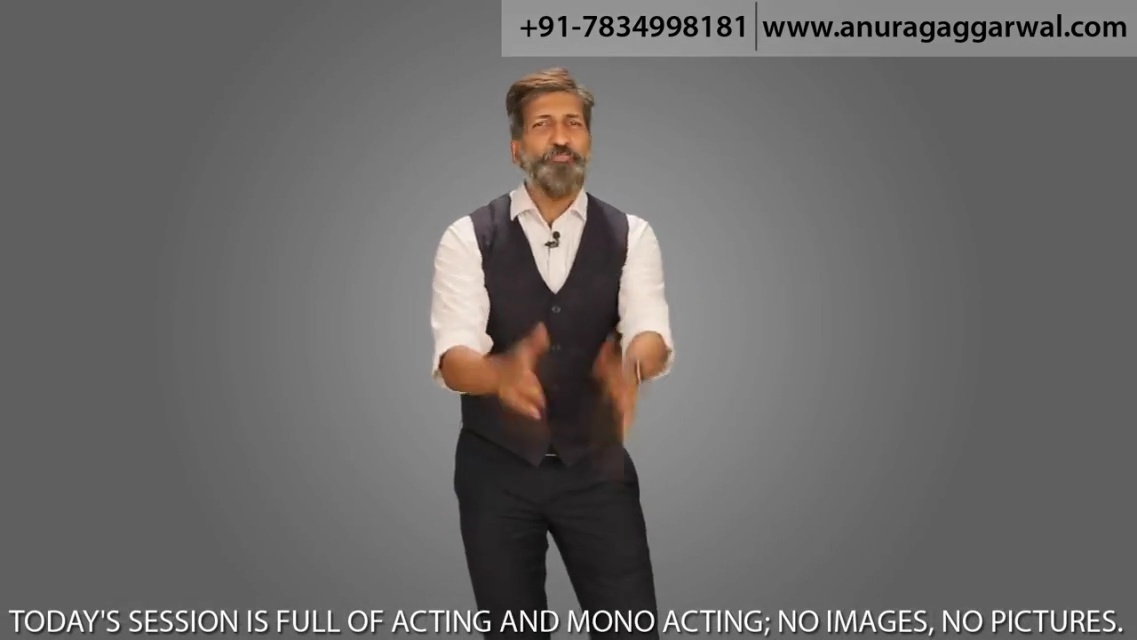 +91-7834998181 | www.anuragaggarwal.com
TODAY'S SESSION IS FULL OF ACTING AND MONO ACTING; NO IMAGES, NO PICTURES.